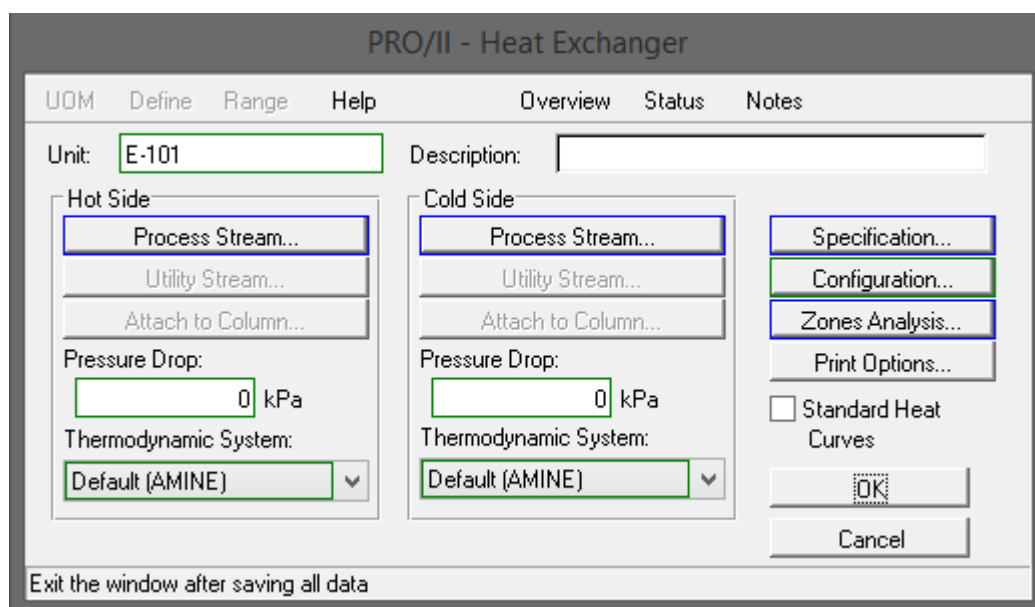 PRO/II - Heat Exchanger
UOM Define Range Help Overview Status Notes
Unit: E-101 Description:
Hot Side Cold Side
Process Stream... Process Stream... Specification...
Utility Stream... Utility Stream... Configuration...
Attach to Column... Attach to Column... Zones Analysis...
Pressure Drop: Pressure Drop: Print Options...
0 kPa 0 kPa Standard Heat
Thermodynamic System: Thermodynamic System: Curves
Default (AMINE) Default (AMINE) OK
Cancel
Exit the window after saving all data